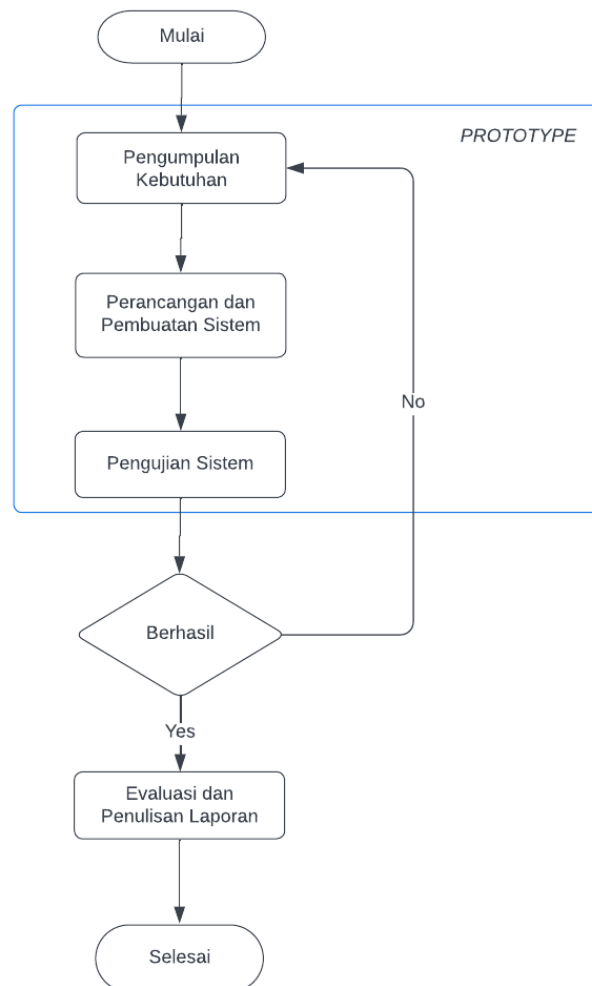 Mulai
PROTOTYPE
Pengumpulan
Kebutuhan
Perancangan dan
Pembuatan Sistem
No
Pengujian Sistem
Berhasil
Yes
Evaluasi dan
Penulisan Laporan
Selesai